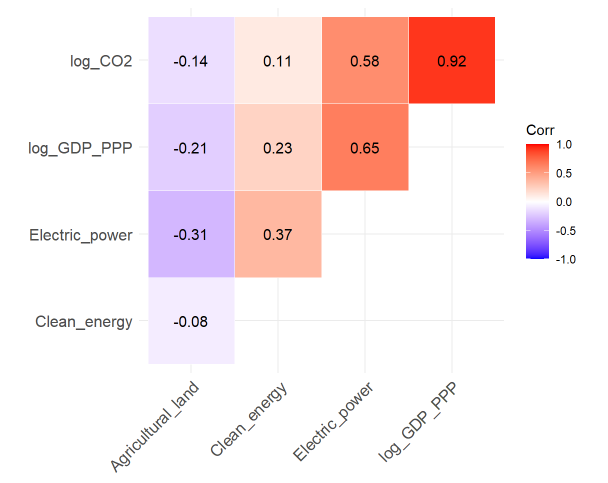 log_CO2 -0.14 0.11 0.58 0.92
log_GDP_PPP -0.21 0.23 0.65
Electric_power -0.31 0.37
Clean_energy -0.08
Agricultural_land Clean_energy Electric_power log_GDP_PPP
Corr
1.0
0.5
0.0
-0.5
-1.0